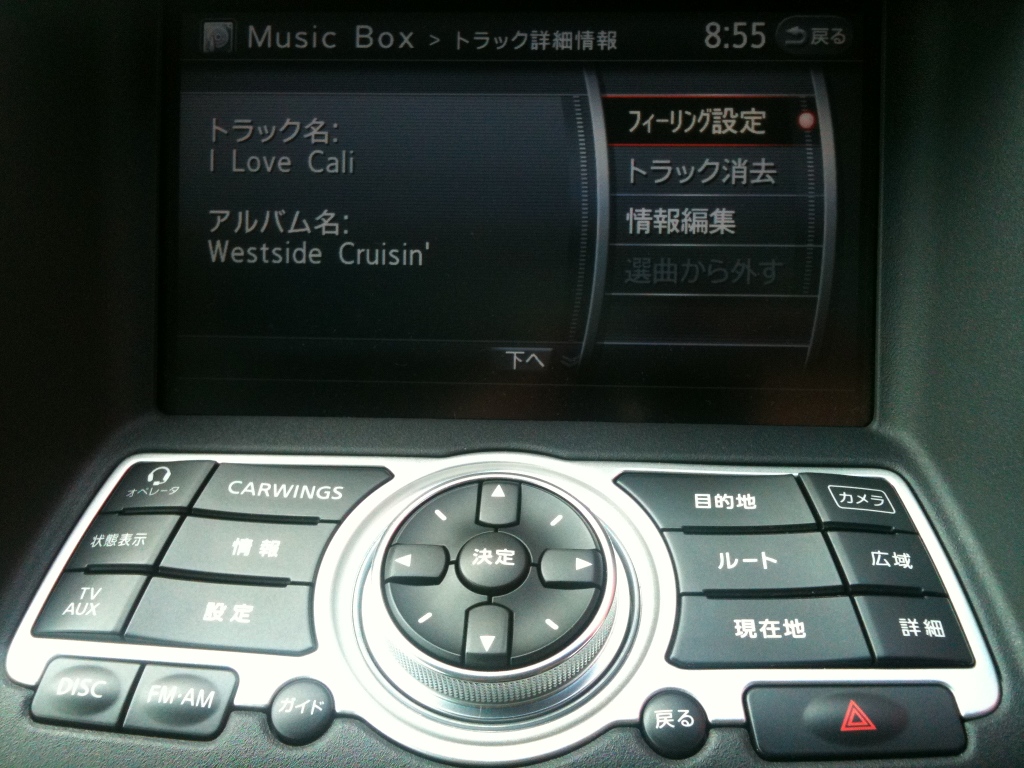 Music Box > トラック詳細情報 8:55 戻る
トラック名:
I Love Cali
アルバム名:
Westside Cruisin'
下へ
フィーリング設定
トラック消去
情報編集
選曲から外す
オペレータ
CARWINGS
状態表示
情報
TV
AUX
設定
決定
目的地
カメラ
ルート
広域
現在地
詳細
DISC
FM・AM
ガイド
戻る